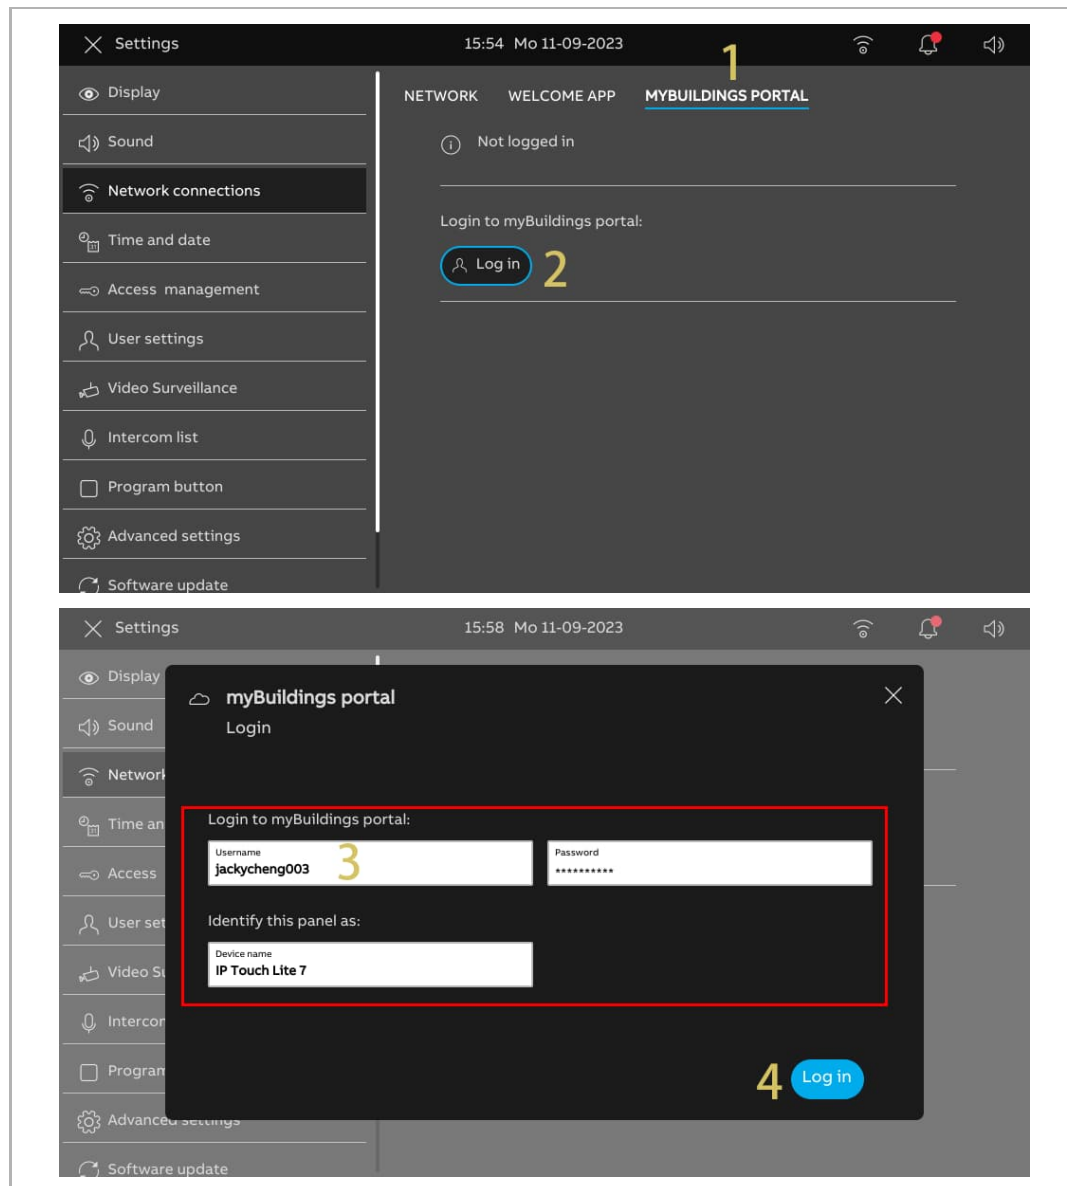 Settings 15:54 Mo 11-09-2023
1
Display
NETWORK WELCOME APP MYBUILDINGS PORTAL
Sound
Not logged in
Network connections
Login to myBuildings portal:
Time and date
Log in 2
Access management
User settings
Video Surveillance
Intercom list
Program button
Advanced settings
Software update
Settings 15:58 Mo 11-09-2023
Display
myBuildings portal
Sound
Login
Network
Login to myBuildings portal:
Time an
Username
jackycheng003
3
Password
**********
Access
Identify this panel as:
User set
Device name
IP Touch Lite 7
Video Su
Intercom
Program
4 Log in
Advanced settings
Software update